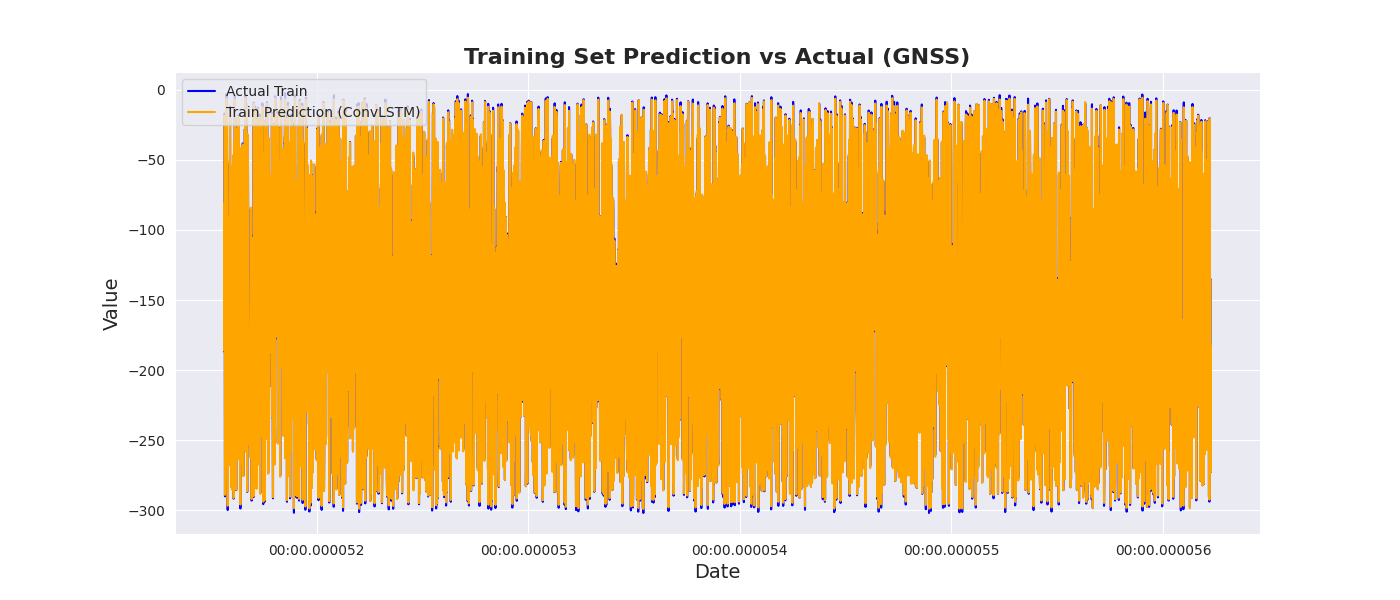 Training Set Prediction vs Actual (GNSS)
Actual Train
Train Prediction (ConvLSTM)
Value
0
−50
−100
−150
−200
−250
−300
00:00.000052
00:00.000053
00:00.000054
00:00.000055
00:00.000056
Date